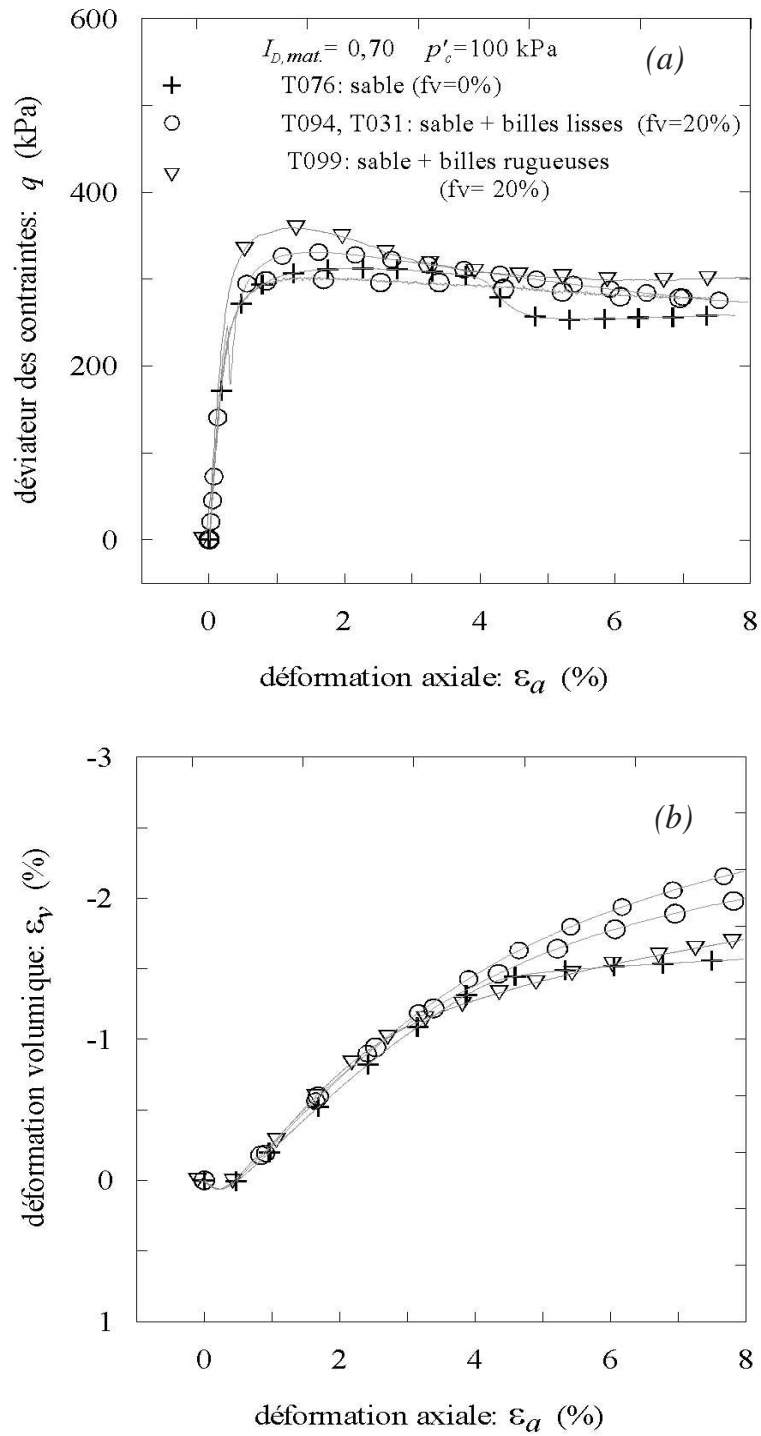 600
I_{D,mat.}= 0,70 p'_c=100 kPa
(a)
T076: sable (fv=0%)
T094, T031: sable + billes lisses (fv=20%)
T099: sable + billes rugueuses
(fv= 20%)
400
200
0
déviateur des contraintes: q (kPa)
0 2 4 6 8
déformation axiale: ε_a (%)
-3
(b)
-2
-1
0
1
déformation volumique: ε_v (%)
0 2 4 6 8
déformation axiale: ε_a (%)